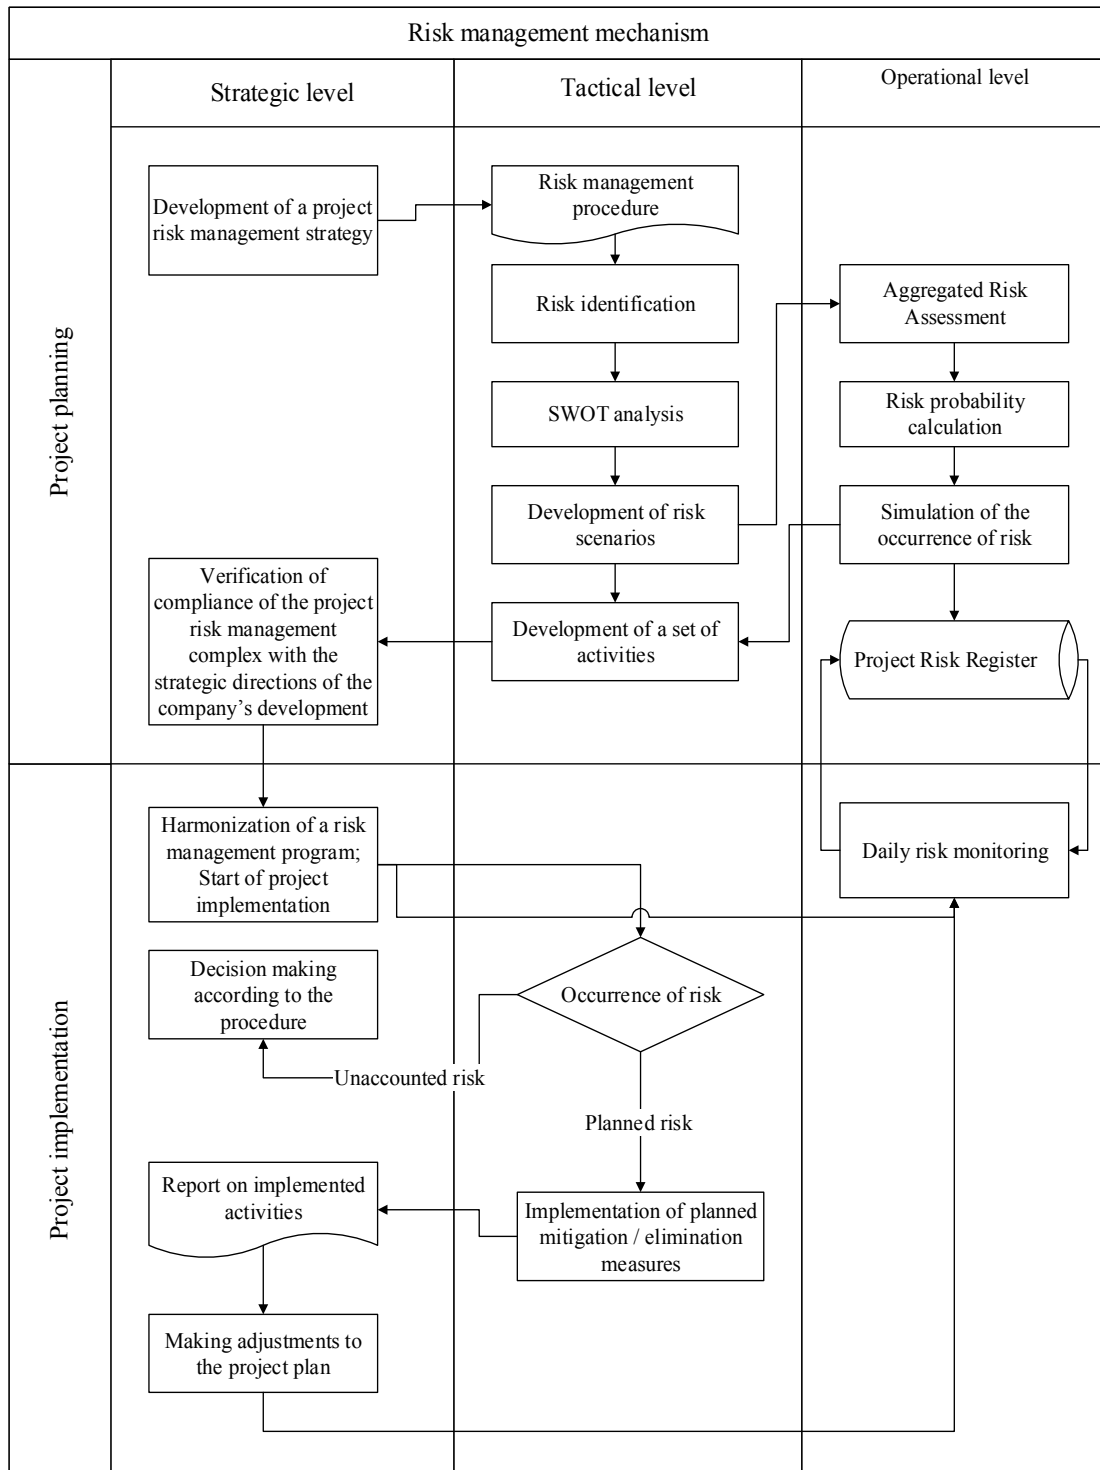 Risk management mechanism
Strategic level
Tactical level
Operational level
Project planning
Development of a project
risk management strategy
Risk management
procedure
Risk identification
Aggregated Risk
Assessment
SWOT analysis
Risk probability
calculation
Development of risk
scenarios
Simulation of the
occurrence of risk
Verification of
compliance of the project
risk management
complex with the
strategic directions of the
company’s development
Development of a set of
activities
Project Risk Register
Project implementation
Harmonization of a risk
management program;
Start of project
implementation
Daily risk monitoring
Decision making
according to the
procedure
Occurrence of risk
Unaccounted risk
Planned risk
Report on implemented
activities
Implementation of planned
mitigation / elimination
measures
Making adjustments to
the project plan